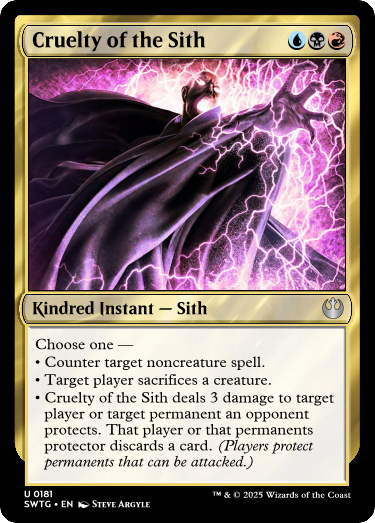 Cruelty of the Sith
Kindred Instant — Sith
Choose one —
• Counter target noncreature spell.
• Target player sacrifices a creature.
• Cruelty of the Sith deals 3 damage to target
player or target permanent an opponent
protects. That player or that permanents
protector discards a card. (Players protect
permanents that can be attacked.)
U 0181
SWTG • EN Steve Argyle
™ & © 2025 Wizards of the Coast